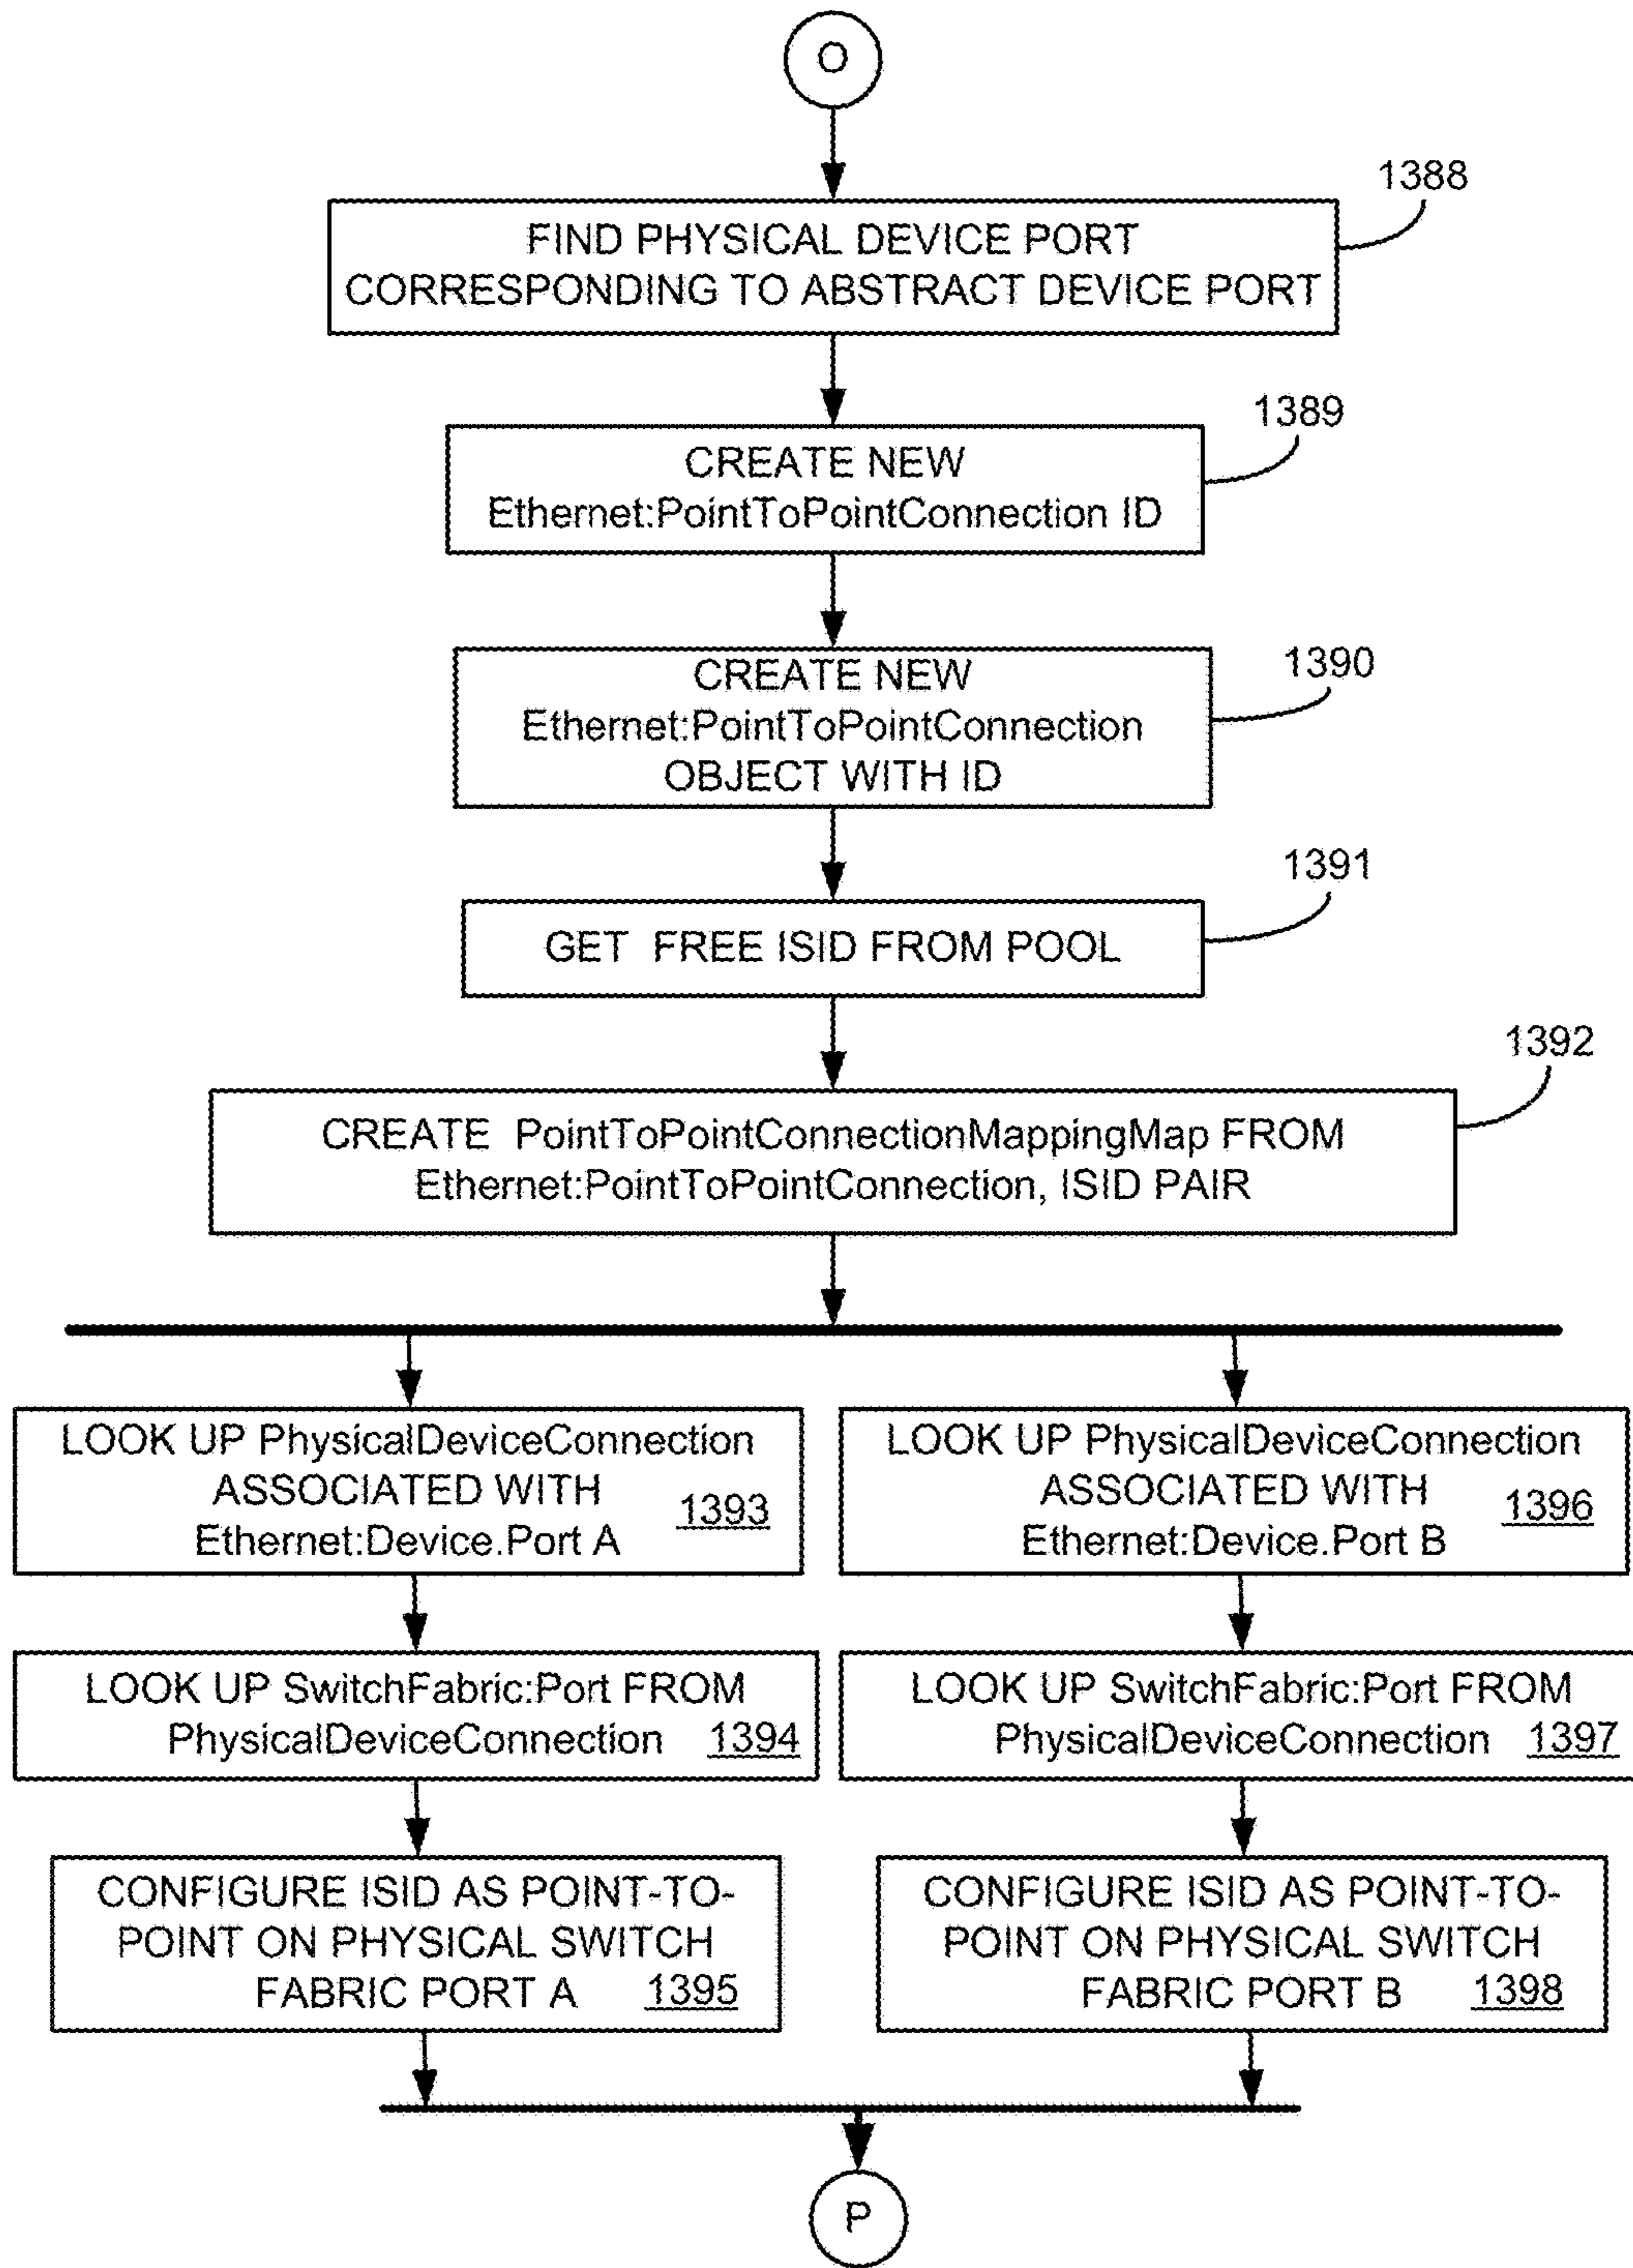 O
1388
FIND PHYSICAL DEVICE PORT
CORRESPONDING TO ABSTRACT DEVICE PORT
1389
CREATE NEW
Ethernet:PointToPointConnection ID
1390
CREATE NEW
Ethernet:PointToPointConnection
OBJECT WITH ID
1391
GET FREE ISID FROM POOL
1392
CREATE PointToPointConnectionMappingMap FROM
Ethernet:PointToPointConnection, ISID PAIR
LOOK UP PhysicalDeviceConnection
ASSOCIATED WITH
Ethernet:Device.Port A
1393
LOOK UP SwitchFabric:Port FROM
PhysicalDeviceConnection 1394
CONFIGURE ISID AS POINT-TO-
POINT ON PHYSICAL SWITCH
FABRIC PORT A 1395
LOOK UP PhysicalDeviceConnection
ASSOCIATED WITH
Ethernet:Device.Port B
1396
LOOK UP SwitchFabric:Port FROM
PhysicalDeviceConnection 1397
CONFIGURE ISID AS POINT-TO-
POINT ON PHYSICAL SWITCH
FABRIC PORT B 1398
P